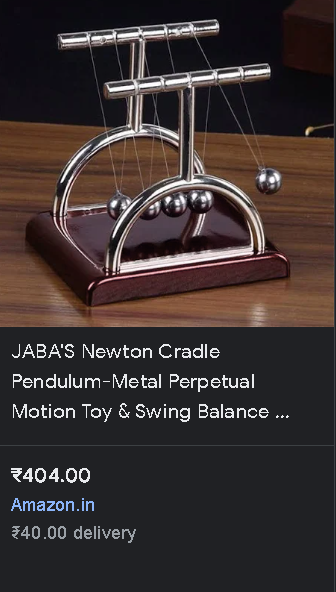 JABA'S Newton Cradle
Pendulum-Metal Perpetual
Motion Toy & Swing Balance ...
₹404.00
Amazon.in
₹40.00 delivery